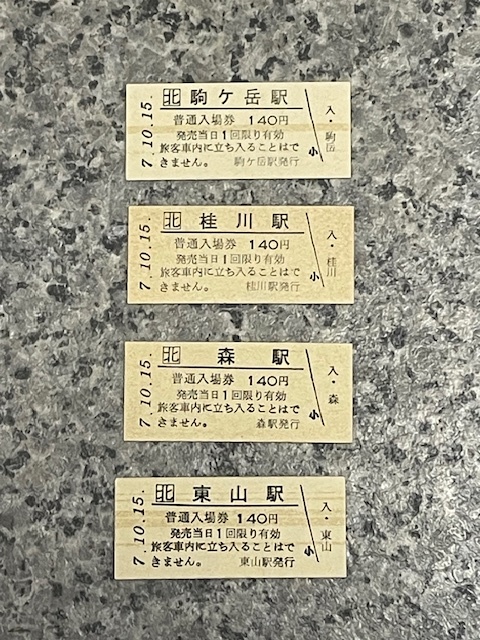 7.10.15.
北 駒ケ岳駅
普通入場券 140円
発売当日1回限り有効
旅客車内に立ち入ることはで
きません。 駒ケ岳駅発行
入・駒岳
小
7.10.15.
北 桂川駅
普通入場券 140円
発売当日1回限り有効
旅客車内に立ち入ることはで
きません。 桂川駅発行
入・桂川
小
7.10.15.
北 森駅
普通入場券 140円
発売当日1回限り有効
旅客車内に立ち入ることはで
きません。 森駅発行
入・森
小
7.10.15.
北 東山駅
普通入場券 140円
発売当日1回限り有効
旅客車内に立ち入ることはで
きません。 東山駅発行
入・東山
小